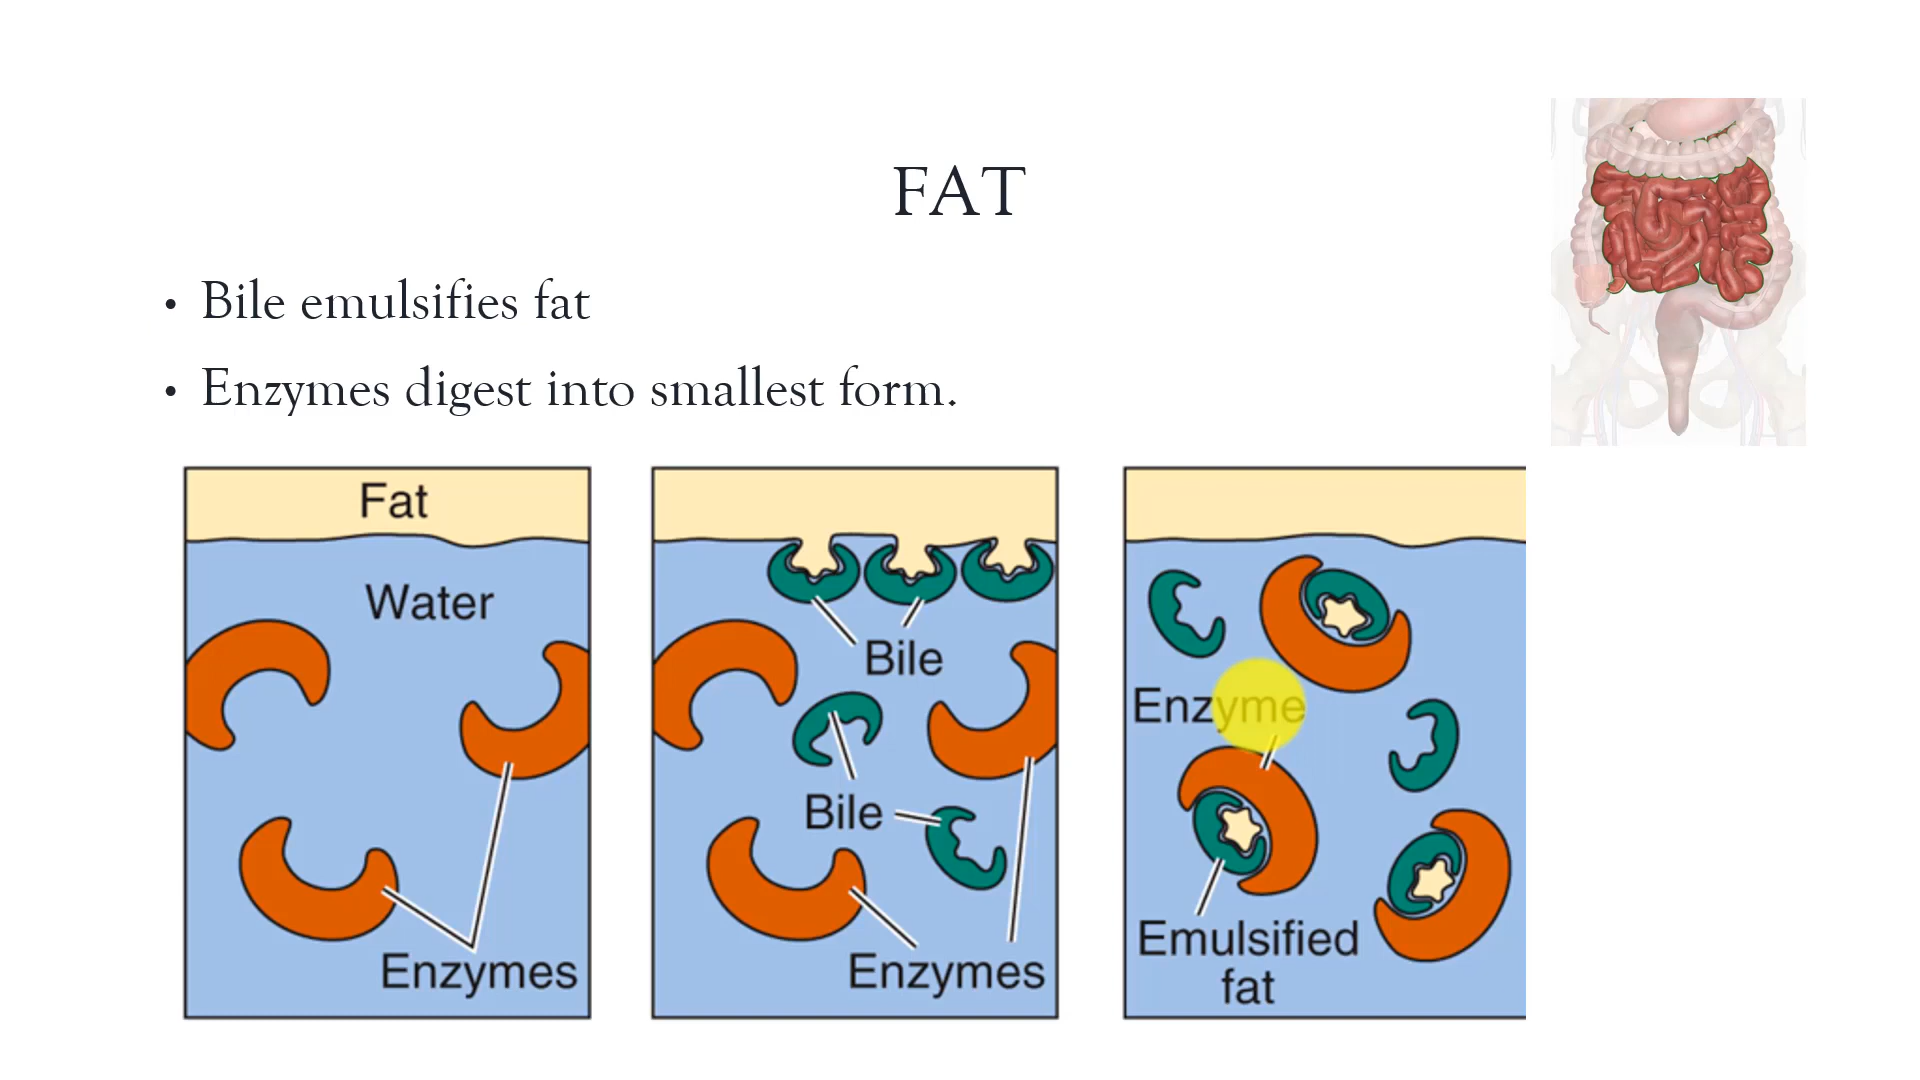 FAT
• Bile emulsifies fat
• Enzymes digest into smallest form.
Fat
Water
Enzymes
Bile
Bile
Enzymes
Enzyme
Emulsified
fat